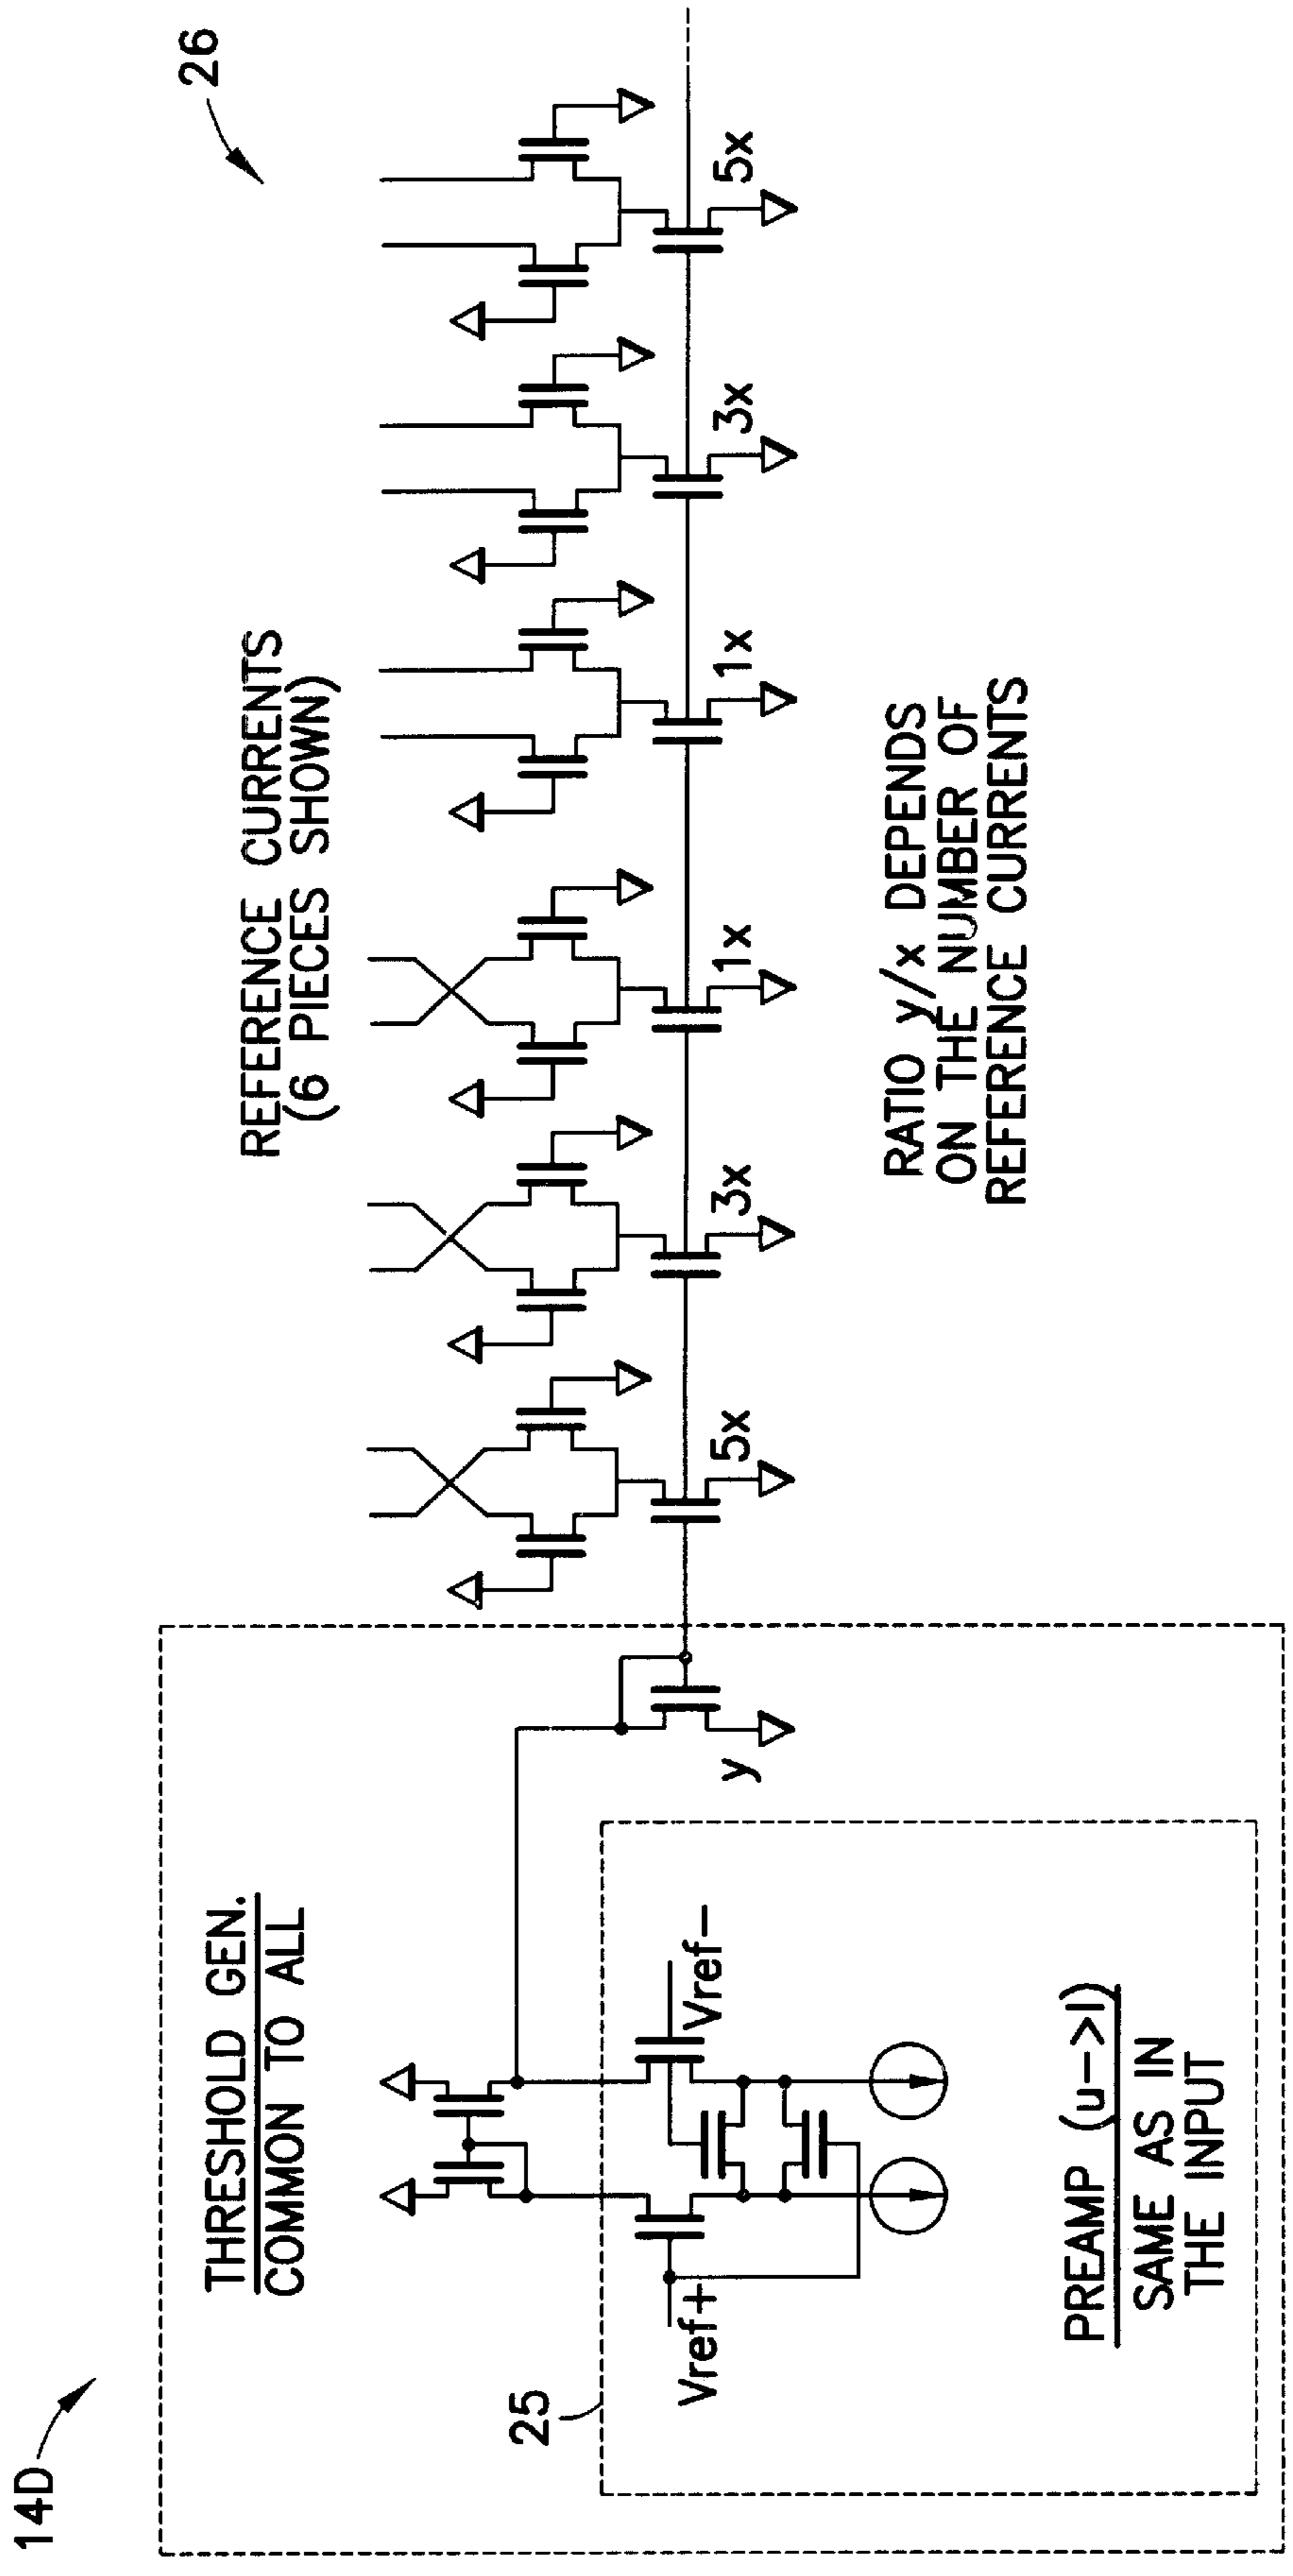 14D
26
THRESHOLD GEN.
COMMON TO ALL
REFERENCE CURRENTS
(6 PIECES SHOWN)
25
Vref+
Vref-
y
5x
3x
1x
1x
3x
5x
PREAMP (u->I)
SAME AS IN
THE INPUT
RATIO y/x DEPENDS
ON THE NUMBER OF
REFERENCE CURRENTS